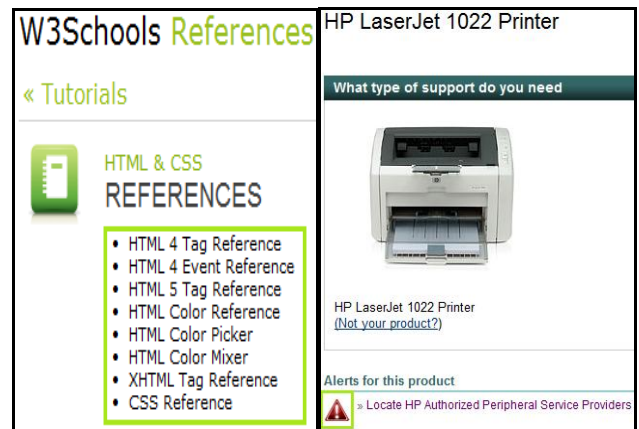 W3Schools References
« Tutorials
HTML & CSS
REFERENCES
• HTML 4 Tag Reference
• HTML 4 Event Reference
• HTML 5 Tag Reference
• HTML Color Reference
• HTML Color Picker
• HTML Color Mixer
• XHTML Tag Reference
• CSS Reference
HP LaserJet 1022 Printer
What type of support do you need
HP LaserJet 1022 Printer
(Not your product?)
Alerts for this product
» Locate HP Authorized Peripheral Service Providers